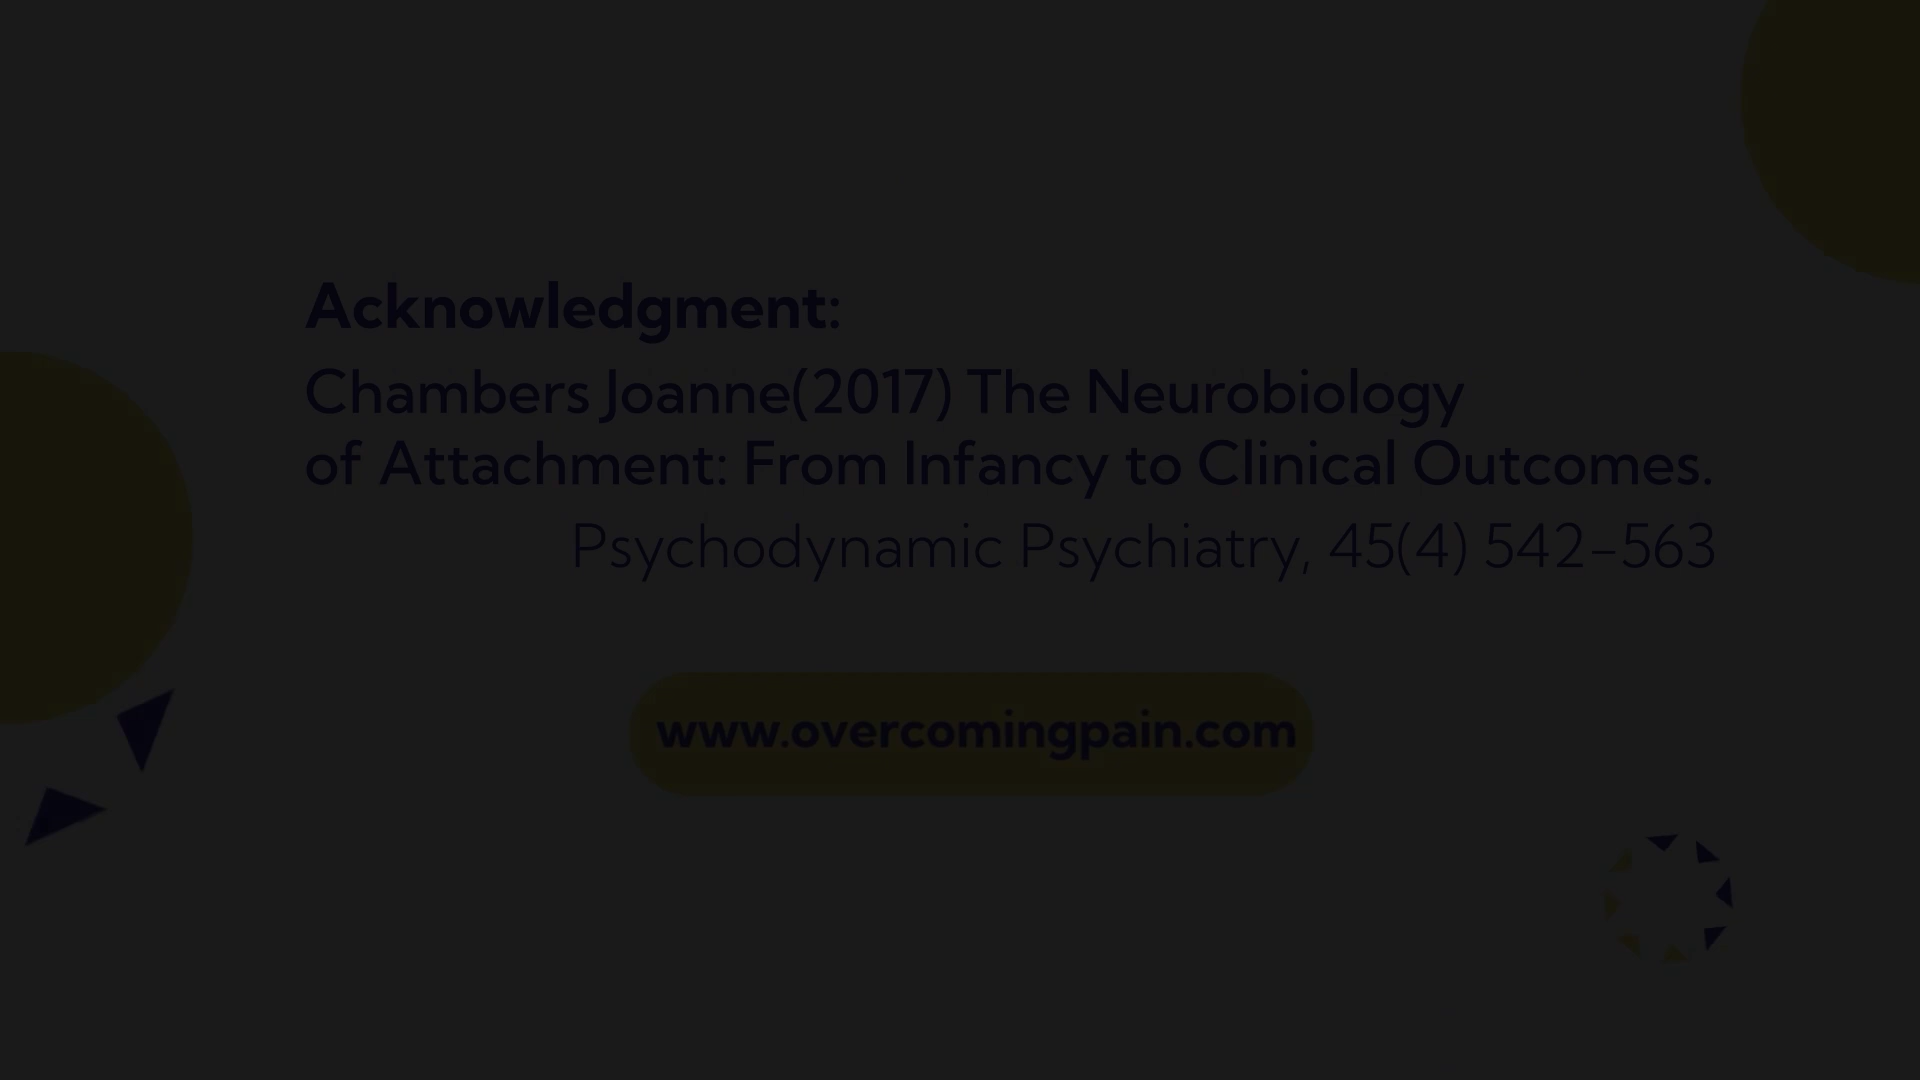 Acknowledgment:
Chambers Joanne(2017) The Neurobiology
of Attachment: From Infancy to Clinical Outcomes.
Psychodynamic Psychiatry, 45(4) 542-563
www.overcomingpain.com